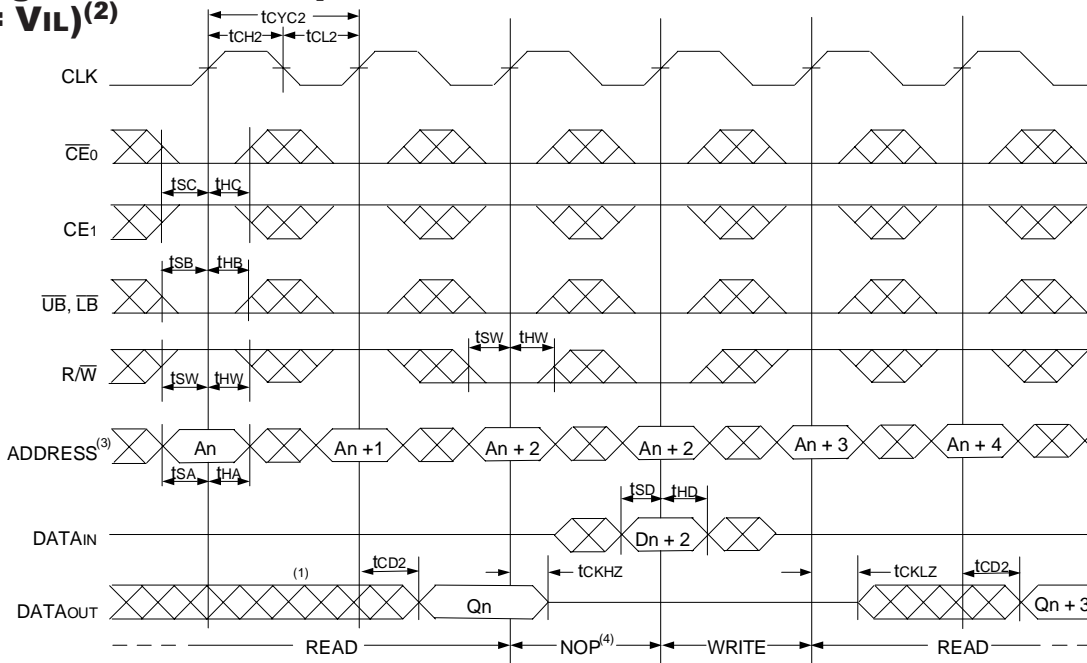 = VIL)(2)
tCYC2
tCH2 tCL2
CLK
CE0
tSC tHC
CE1
tSB tHB
UB, LB
tSW tHW
R/W
tSW tHW
ADDRESS(3) An An +1 An + 2 An + 2 An + 3 An + 4
tSA tHA
tSD tHD
DATAIN Dn + 2
tCD2 tCKHZ tCKLZ tCD2
(1)
DATAOUT Qn Qn + 3
READ NOP(4) WRITE READ